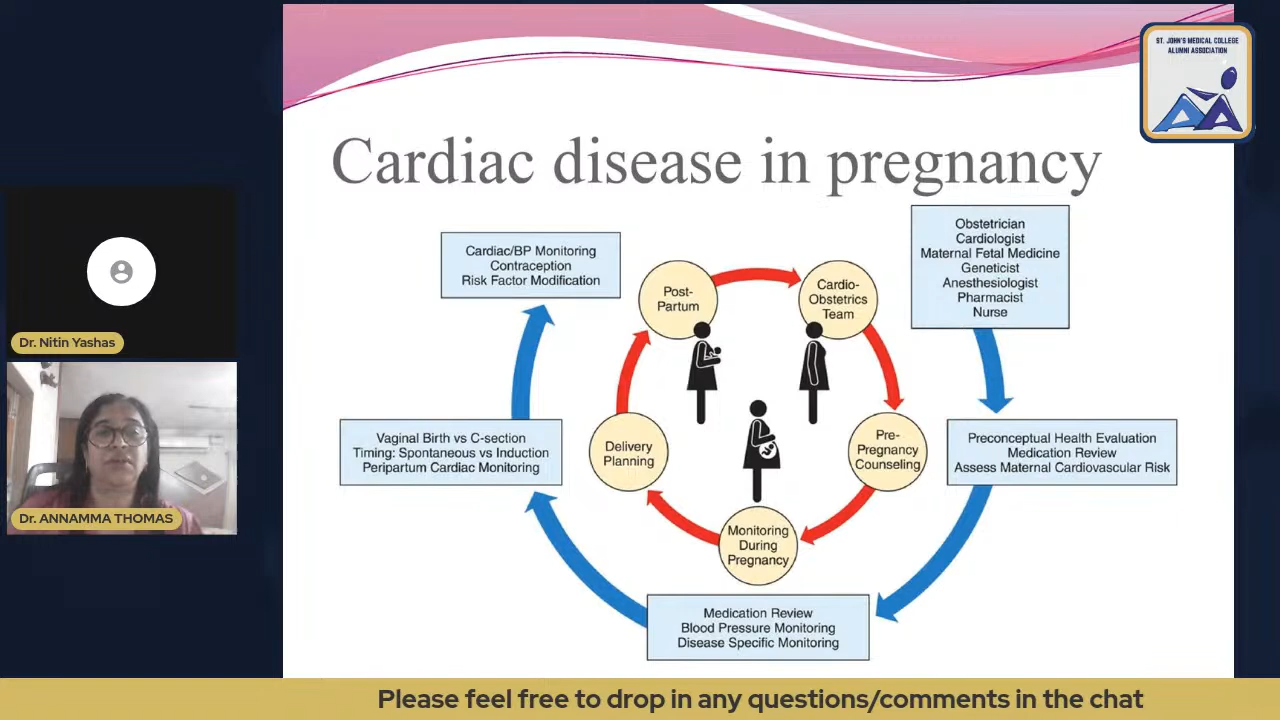 ST. JOHN'S MEDICAL COLLEGE
ALUMNI ASSOCIATION
Cardiac disease in pregnancy
Cardiac/BP Monitoring
Contraception
Risk Factor Modification
Post-
Partum
Cardio-
Obstetrics
Team
Obstetrician
Cardiologist
Maternal Fetal Medicine
Geneticist
Anesthesiologist
Pharmacist
Nurse
Dr. Nitin Yashas
Vaginal Birth vs C-section
Timing: Spontaneous vs Induction
Peripartum Cardiac Monitoring
Delivery
Planning
Pre-
Pregnancy
Counseling
Preconceptual Health Evaluation
Medication Review
Assess Maternal Cardiovascular Risk
Dr. ANNAMMA THOMAS
Monitoring
During
Pregnancy
Medication Review
Blood Pressure Monitoring
Disease Specific Monitoring
Please feel free to drop in any questions/comments in the chat